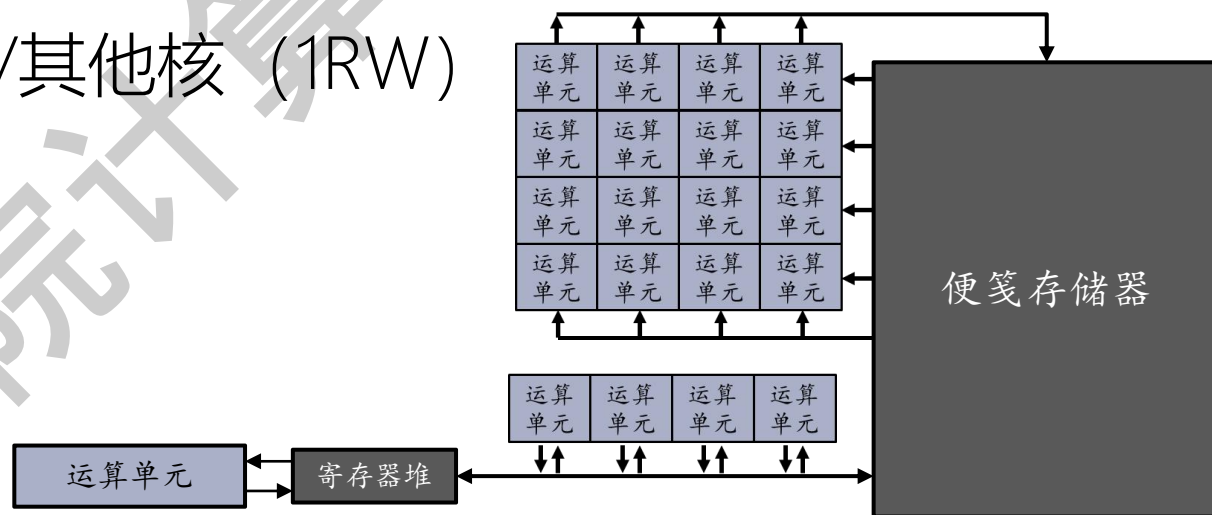 /其他核 (1RW)
运算 运算 运算 运算
单元 单元 单元 单元
运算 运算 运算 运算
单元 单元 单元 单元
运算 运算 运算 运算
单元 单元 单元 单元
运算 运算 运算 运算
单元 单元 单元 单元
便笺存储器
运算 运算 运算 运算
单元 单元 单元 单元
运算单元
寄存器堆
院计算